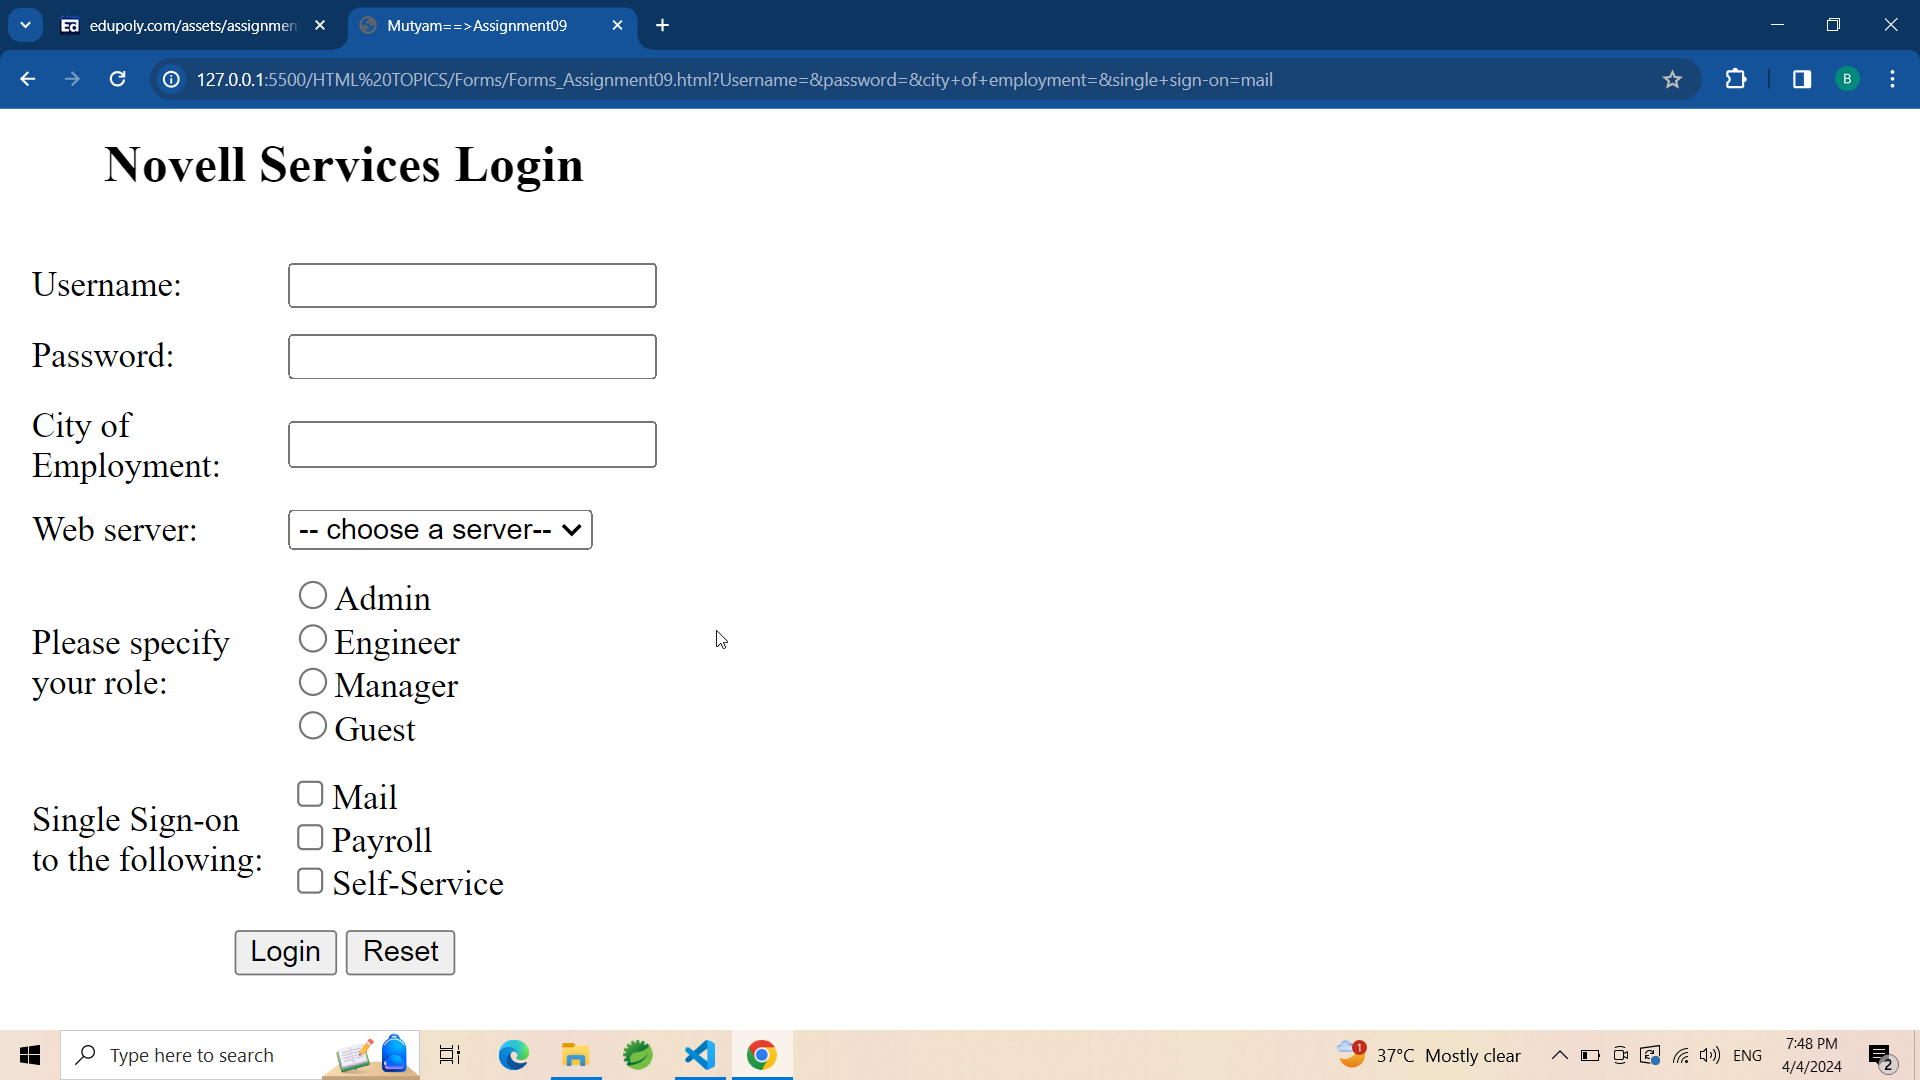 edupoly.com/assets/assignmen
Mutyam==>Assignment09
127.0.0.1:5500/HTML%20TOPICS/Forms/Forms_Assignment09.html?Username=&password=&city+of+employment=&single+sign-on=mail
B
Novell Services Login
Username:
Password:
City of
Employment:
Web server:
-- choose a server--
Please specify
your role:
Admin
Engineer
Manager
Guest
Single Sign-on
to the following:
Mail
Payroll
Self-Service
Login Reset
Type here to search
1
37°C Mostly clear
ENG
7:48 PM
4/4/2024
2